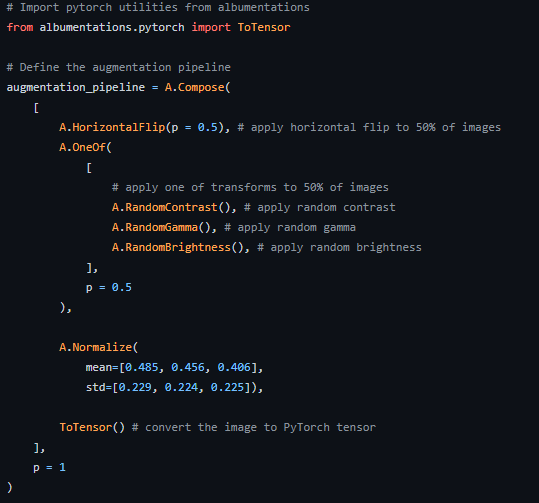 # Import pytorch utilities from albumentations
from albumentations.pytorch import ToTensor

# Define the augmentation pipeline
augmentation_pipeline = A.Compose(
    [
        A.HorizontalFlip(p = 0.5), # apply horizontal flip to 50% of images
        A.OneOf(
            [
                # apply one of transforms to 50% of images
                A.RandomContrast(), # apply random contrast
                A.RandomGamma(), # apply random gamma
                A.RandomBrightness(), # apply random brightness
            ],
            p = 0.5
        ),

        A.Normalize(
            mean=[0.485, 0.456, 0.406],
            std=[0.229, 0.224, 0.225]),

        ToTensor() # convert the image to PyTorch tensor
    ],
    p = 1
)